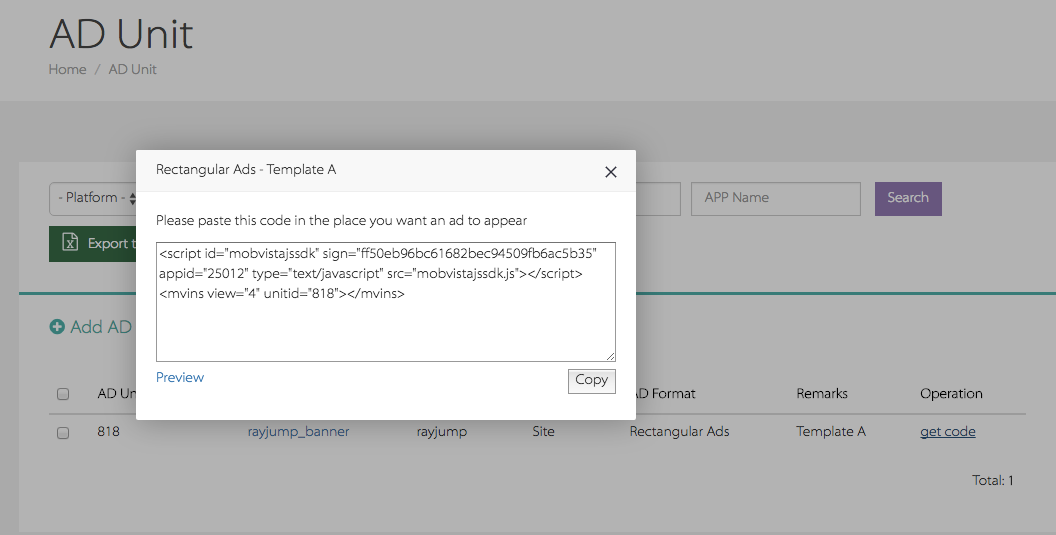 AD Unit
Home / AD Unit
Rectangular Ads - Template A
- Platform -
APP Name
Search
Please paste this code in the place you want an ad to appear
Export t
<script id="mobvistajssdk" sign="ff50eb96bc61682bec94509fb6ac5b35"
appid="25012" type="text/javascript" src="mobvistajssdk.js"></script>
<mvins view="4" unitid="818"></mvins>
Add AD
Preview
Copy
AD Un
D Format
Remarks
Operation
818
rayjump_banner
rayjump
Site
Rectangular Ads
Template A
get code
Total: 1